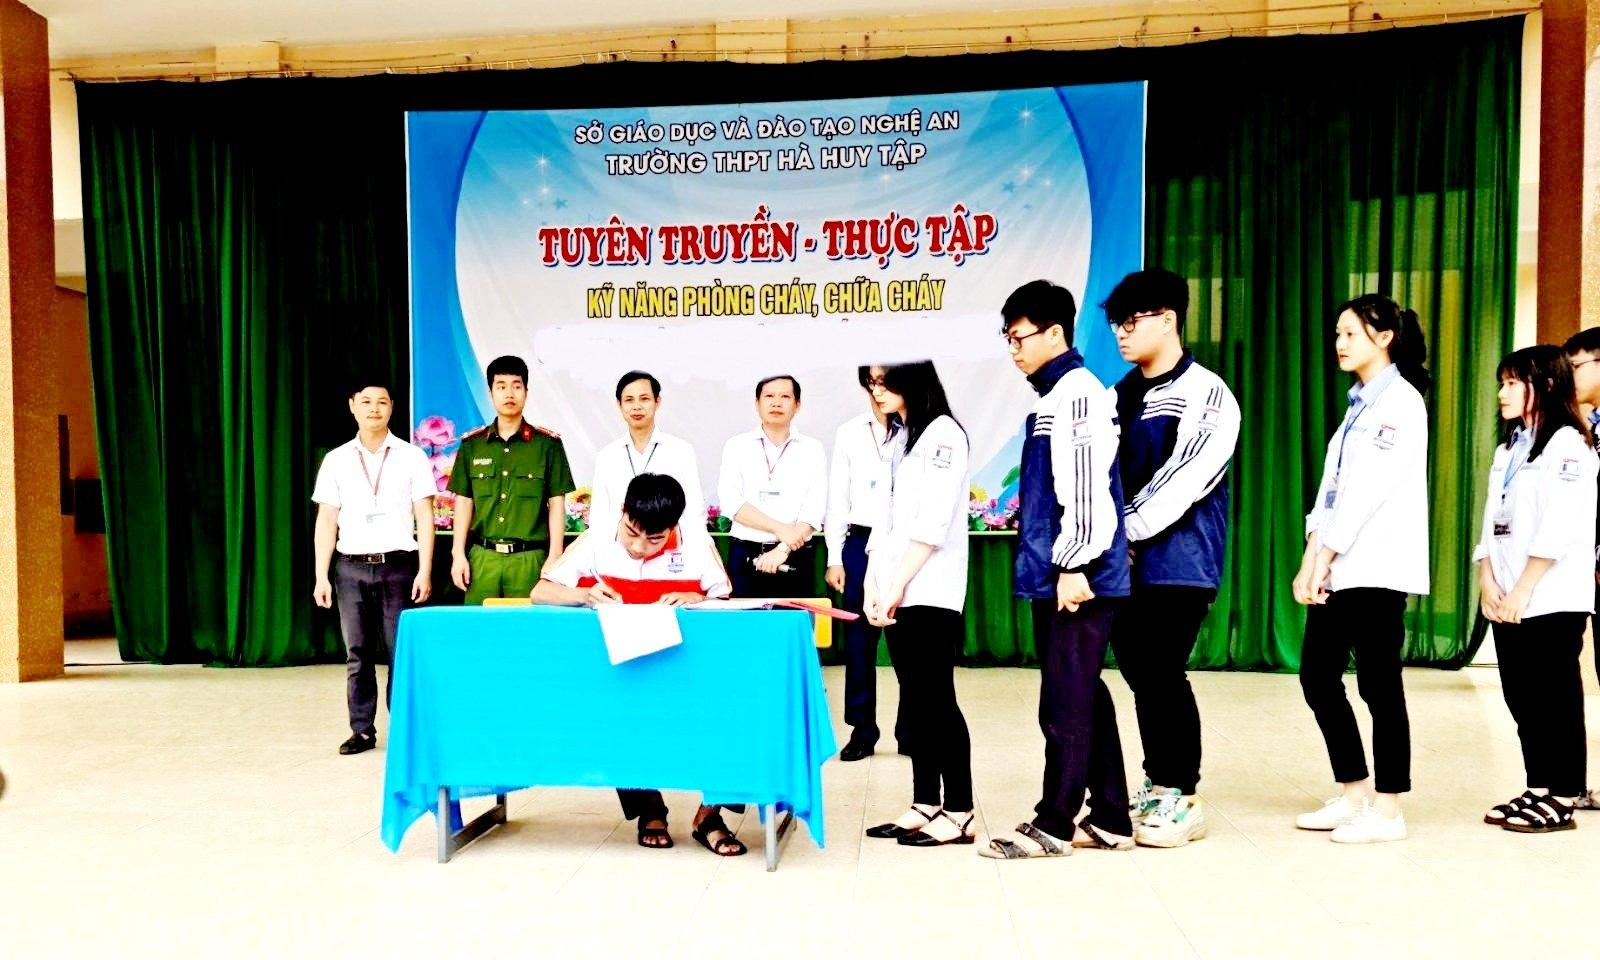 SỞ GIÁO DỤC VÀ ĐÀO TẠO NGHỆ AN
TRƯỜNG THPT HÀ HUY TẬP
TUYÊN TRUYỀN - THỰC TẬP
KỸ NĂNG PHÒNG CHÁY, CHỮA CHÁY